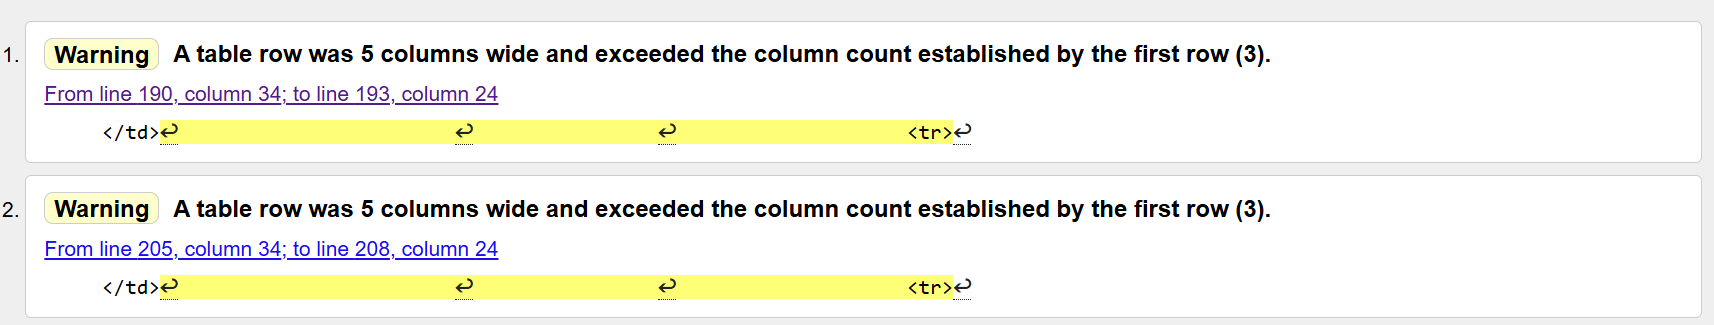 1. Warning A table row was 5 columns wide and exceeded the column count established by the first row (3).
From line 190, column 34; to line 193, column 24
</td>↩ ↩ ↩ <tr>↩
2. Warning A table row was 5 columns wide and exceeded the column count established by the first row (3).
From line 205, column 34; to line 208, column 24
</td>↩ ↩ ↩ <tr>↩